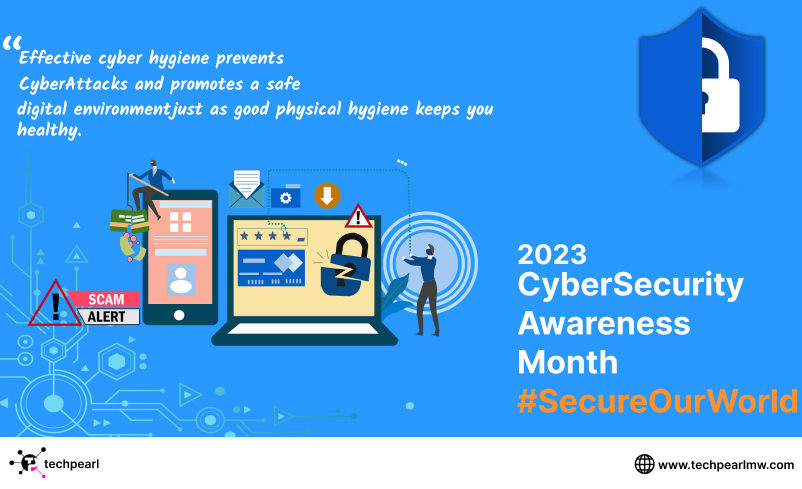 “Effective cyber hygiene prevents
CyberAttacks and promotes a safe
digital environmentjust as good physical hygiene keeps you
healthy.
SCAM
ALERT
2023
CyberSecurity
Awareness
Month
#SecureOurWorld
techpearl
www.techpearlmw.com